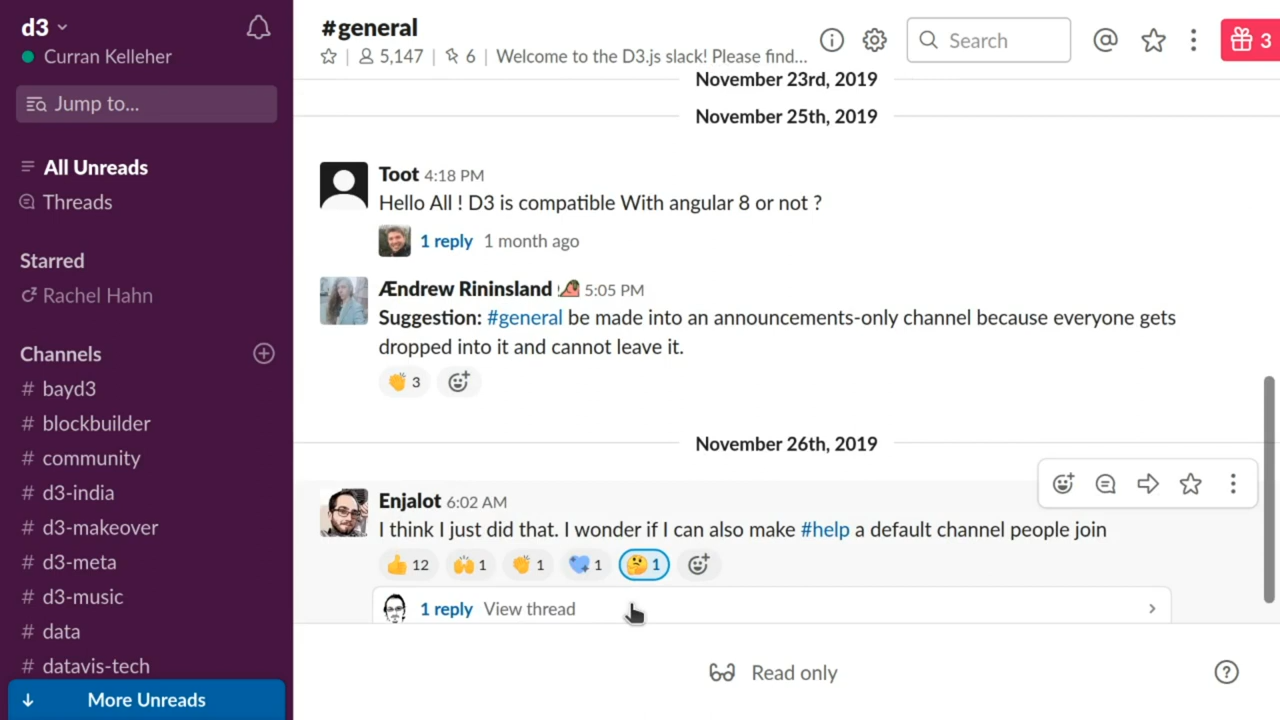 d3
Curran Kelleher
Jump to...
All Unreads
Threads
Starred
Rachel Hahn
Channels
# bayd3
# blockbuilder
# community
# d3-india
# d3-makeover
# d3-meta
# d3-music
# data
# datavis-tech
More Unreads
#general
5,147 | 6 | Welcome to the D3.js slack! Please find...
Search
3
November 23rd, 2019
November 25th, 2019
Toot 4:18 PM
Hello All ! D3 is compatible With angular 8 or not ?
1 reply 1 month ago
Ændrew Rininsland 5:05 PM
Suggestion: #general be made into an announcements-only channel because everyone gets
dropped into it and cannot leave it.
3
November 26th, 2019
Enjalot 6:02 AM
I think I just did that. I wonder if I can also make #help a default channel people join
12 1 1 1 1
1 reply View thread
Read only